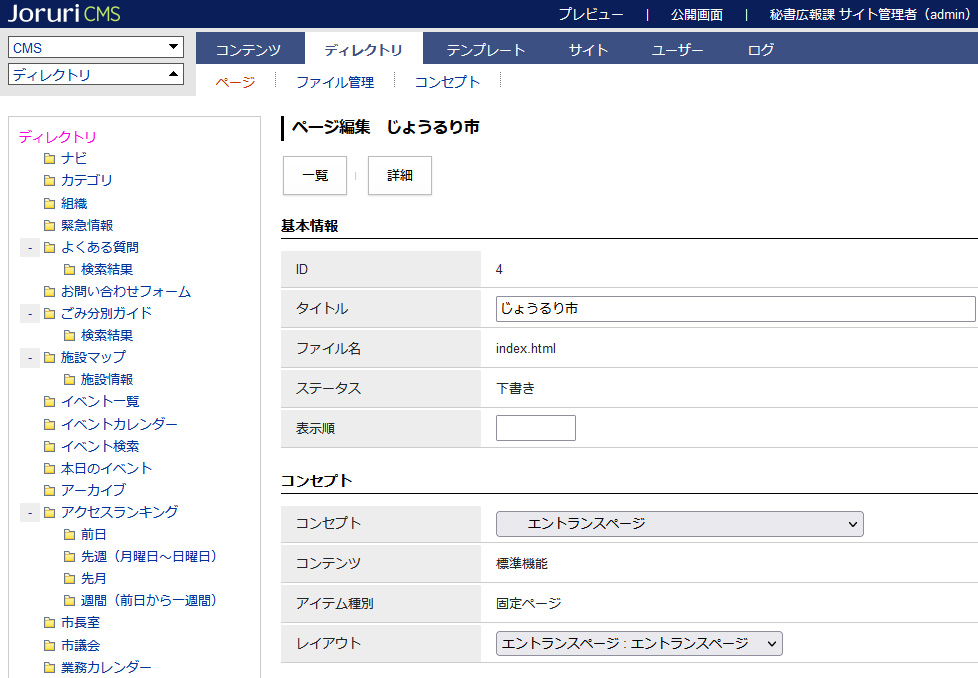 Joruri CMS プレビュー | 公開画面 | 秘書広報課 サイト管理者（admin）
CMS
ディレクトリ
コンテンツ ディレクトリ テンプレート サイト ユーザー ログ
ページ ファイル管理 コンセプト
ディレクトリ
ナビ
カテゴリ
組織
緊急情報
- よくある質問
検索結果
お問い合わせフォーム
- ごみ分別ガイド
検索結果
- 施設マップ
施設情報
イベント一覧
イベントカレンダー
イベント検索
本日のイベント
アーカイブ
- アクセスランキング
前日
先週（月曜日～日曜日）
先月
週間（前日から一週間）
市長室
市議会
業務カレンダー
ページ編集 じょうるり市
一覧 詳細
基本情報
ID 4
タイトル じょうるり市
ファイル名 index.html
ステータス 下書き
表示順
コンセプト
コンセプト エントランスページ
コンテンツ 標準機能
アイテム種別 固定ページ
レイアウト エントランスページ : エントランスページ